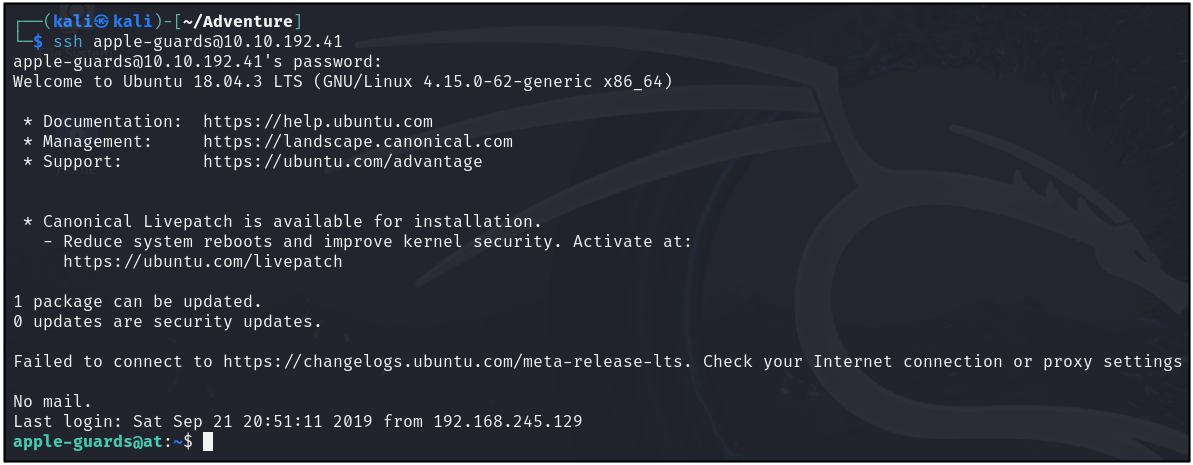 ┌──(kali㉿kali)-[~/Adventure]
└─$ ssh apple-guards@10.10.192.41
apple-guards@10.10.192.41's password:
Welcome to Ubuntu 18.04.3 LTS (GNU/Linux 4.15.0-62-generic x86_64)
* Documentation:  https://help.ubuntu.com
* Management:     https://landscape.canonical.com
* Support:        https://ubuntu.com/advantage
* Canonical Livepatch is available for installation.
- Reduce system reboots and improve kernel security. Activate at:
https://ubuntu.com/livepatch
1 package can be updated.
0 updates are security updates.
Failed to connect to https://changelogs.ubuntu.com/meta-release-lts. Check your Internet connection or proxy settings
No mail.
Last login: Sat Sep 21 20:51:11 2019 from 192.168.245.129
apple-guards@at:~$